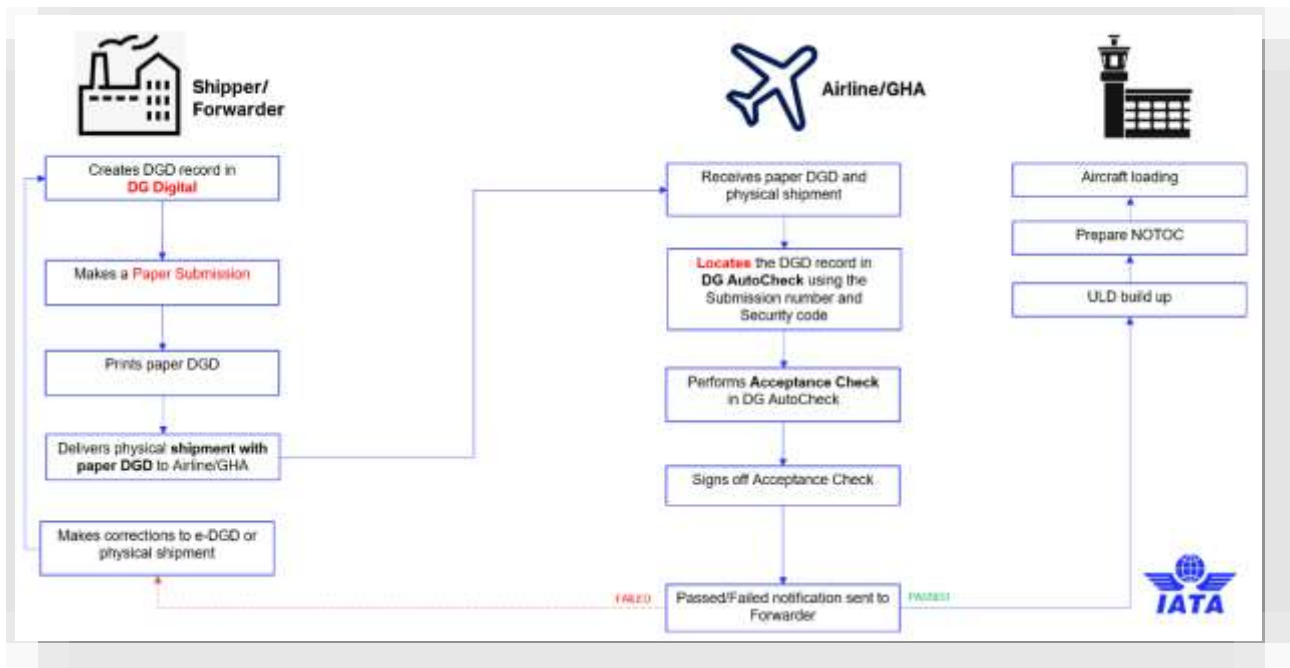 Shipper/
Forwarder
Creates DGD record in
DG Digital
Makes a Paper Submission
Prints paper DGD
Delivers physical shipment with
paper DGD to Airline/GHA
Makes corrections to e-DGD or
physical shipment
Airline/GHA
Receives paper DGD and
physical shipment
Locates the DGD record in
DG AutoCheck using the
Submission number and
Security code
Performs Acceptance Check
in DG AutoCheck
Signs off Acceptance Check
FAILED
Passed/Failed notification sent to
Forwarder
PASSED
Aircraft loading
Prepare NOTOC
ULD build up
IATA